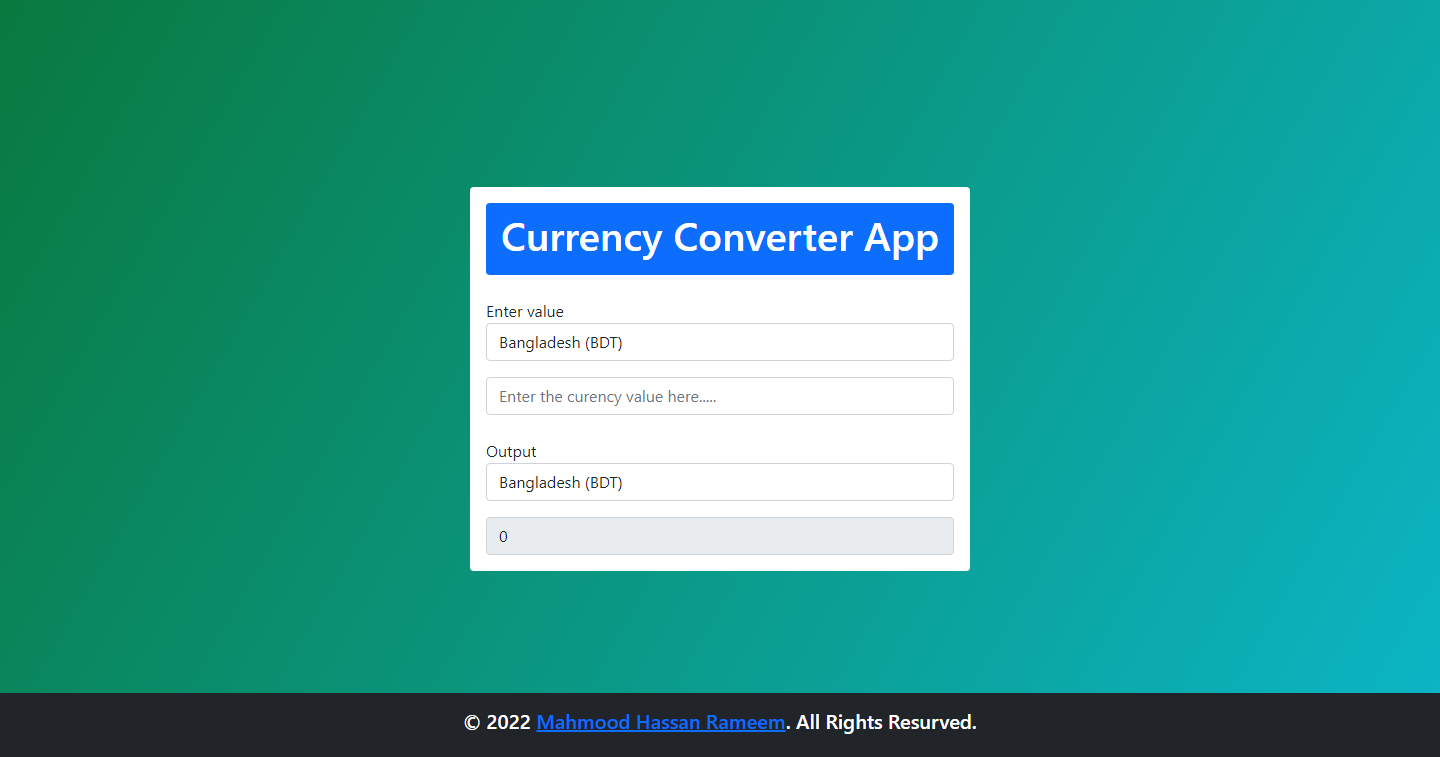 Currency Converter App
Enter value
Bangladesh (BDT)
Enter the curency value here.....
Output
Bangladesh (BDT)
0
© 2022 Mahmood Hassan Rameem. All Rights Resurved.